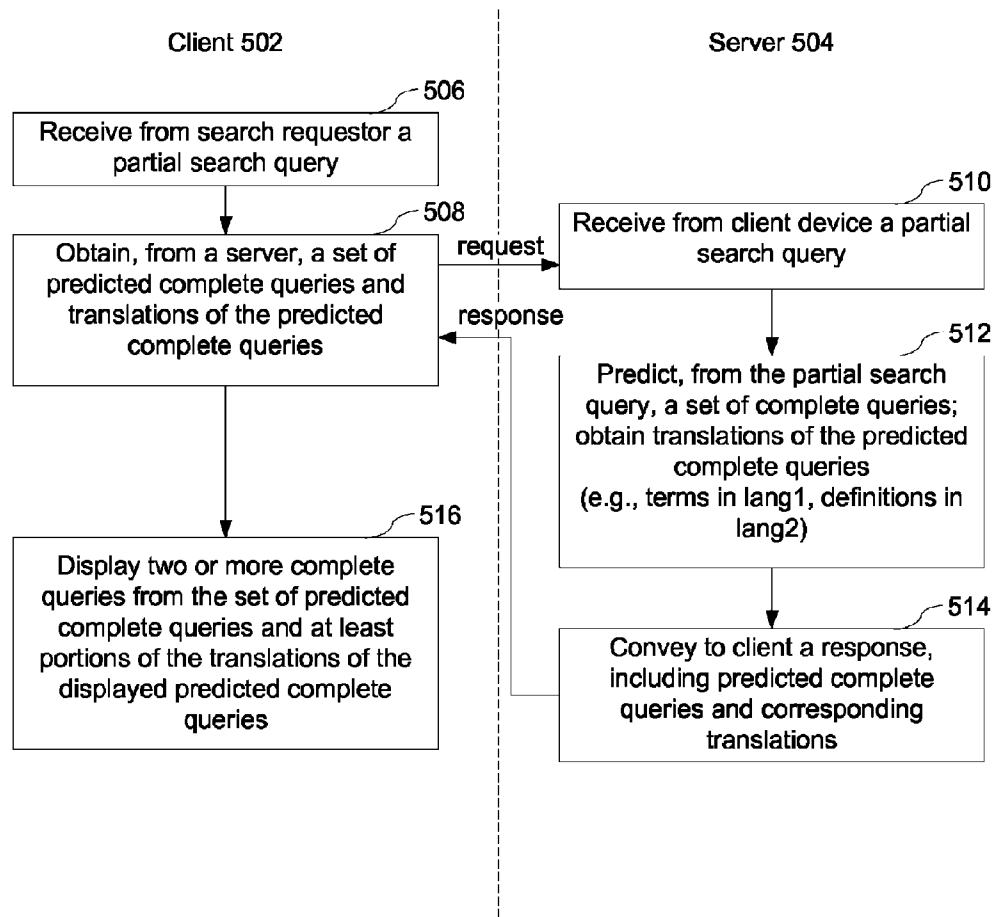 Client 502
Server 504
506
Receive from search requestor a
partial search query
508
Obtain, from a server, a set of
predicted complete queries and
translations of the predicted
complete queries
request
response
510
Receive from client device a partial
search query
512
Predict, from the partial search
query, a set of complete queries;
obtain translations of the predicted
complete queries
(e.g., terms in lang1, definitions in
lang2)
514
Convey to client a response,
including predicted complete
queries and corresponding
translations
516
Display two or more complete
queries from the set of predicted
complete queries and at least
portions of the translations of the
displayed predicted complete
queries